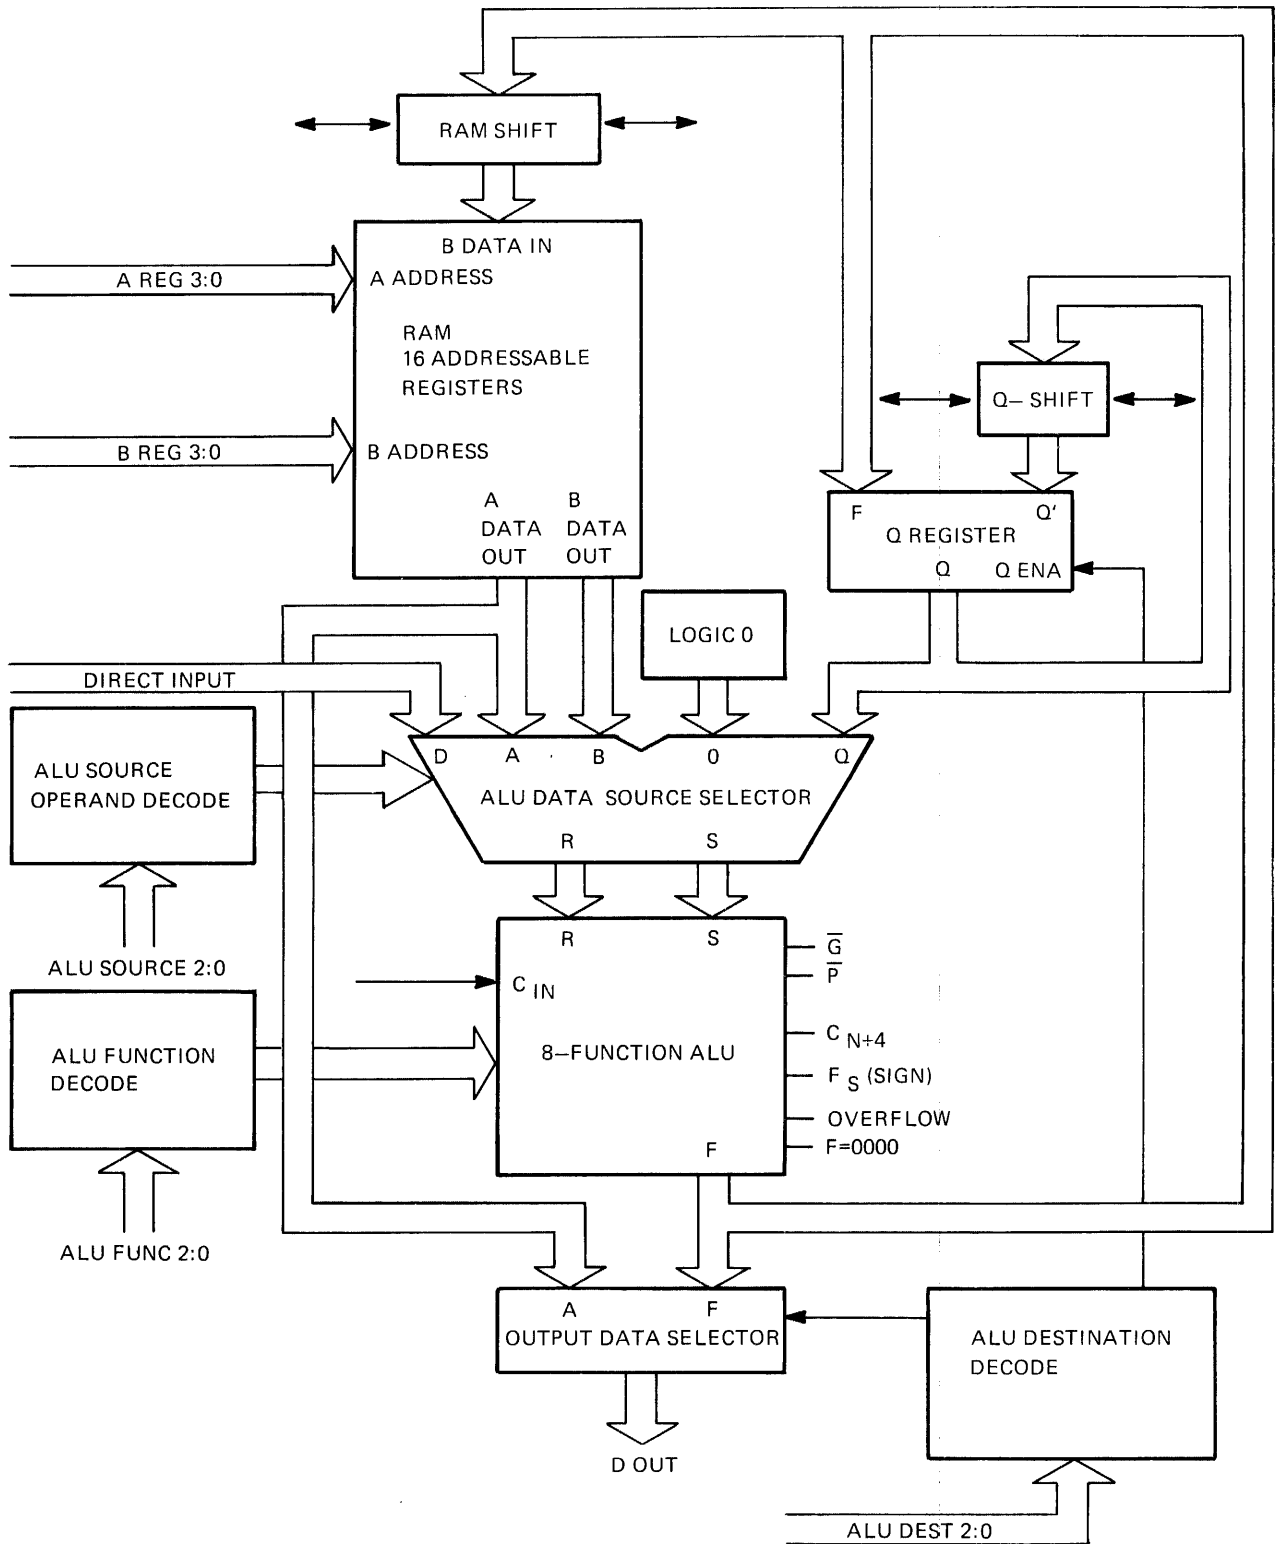 RAM SHIFT
B DATA IN
A REG 3:0
A ADDRESS
RAM
16 ADDRESSABLE
REGISTERS
B REG 3:0
B ADDRESS
A
DATA
OUT
B
DATA
OUT
Q– SHIFT
F
Q'
Q REGISTER
Q
Q ENA
LOGIC 0
DIRECT INPUT
D
A
B
0
Q
ALU DATA SOURCE SELECTOR
R
S
ALU SOURCE
OPERAND DECODE
ALU SOURCE 2:0
R
S
C IN
8–FUNCTION ALU
F
G̅
P̅
C N+4
F S (SIGN)
OVERFLOW
F=0000
ALU FUNCTION
DECODE
ALU FUNC 2:0
A
F
OUTPUT DATA SELECTOR
D OUT
ALU DESTINATION
DECODE
ALU DEST 2:0